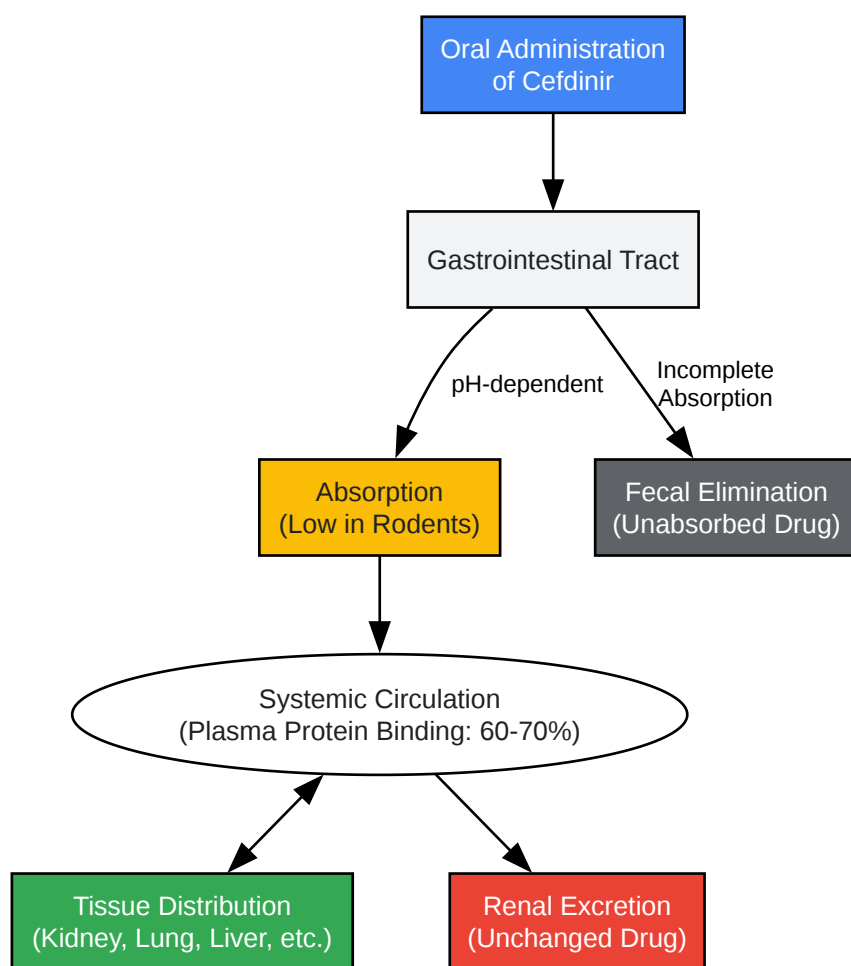 Oral Administration
of Cefdinir
Gastrointestinal Tract
pH-dependent
Incomplete
Absorption
Absorption
(Low in Rodents)
Fecal Elimination
(Unabsorbed Drug)
Systemic Circulation
(Plasma Protein Binding: 60-70%)
Tissue Distribution
(Kidney, Lung, Liver, etc.)
Renal Excretion
(Unchanged Drug)